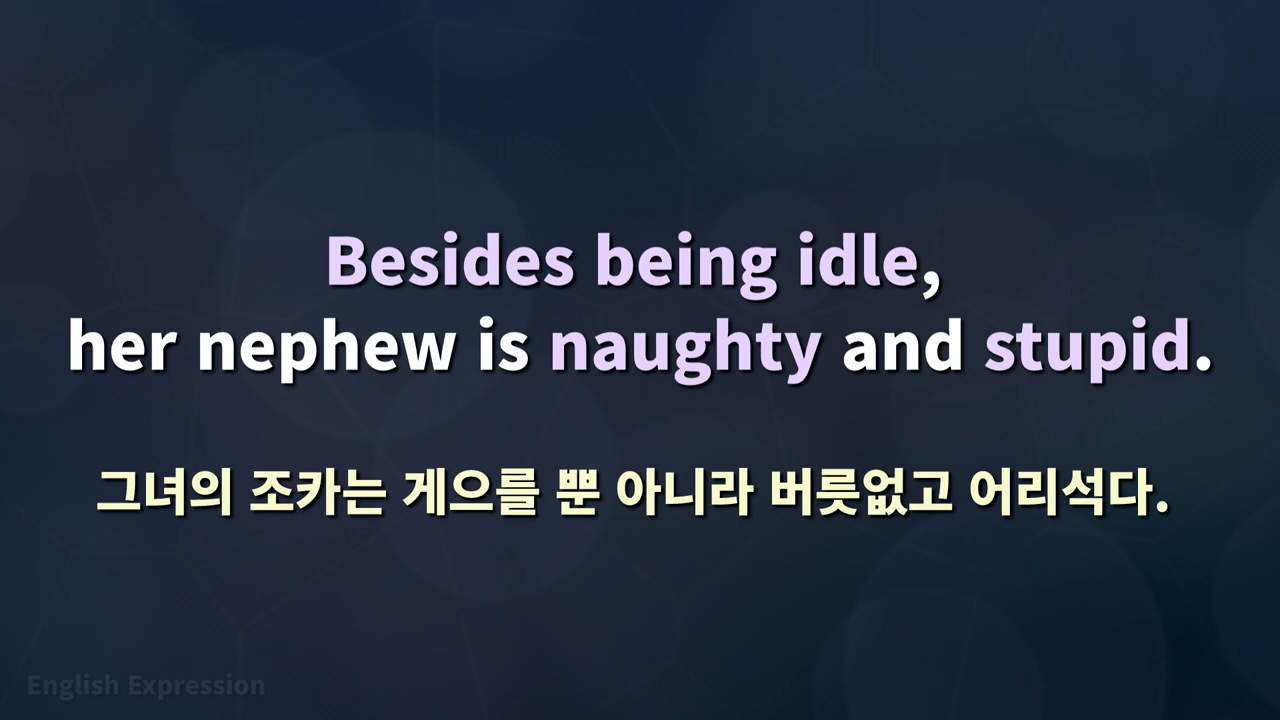 Besides being idle,
her nephew is naughty and stupid.
그녀의 조카는 게으를 뿐 아니라 버릇없고 어리석다.
English Expression